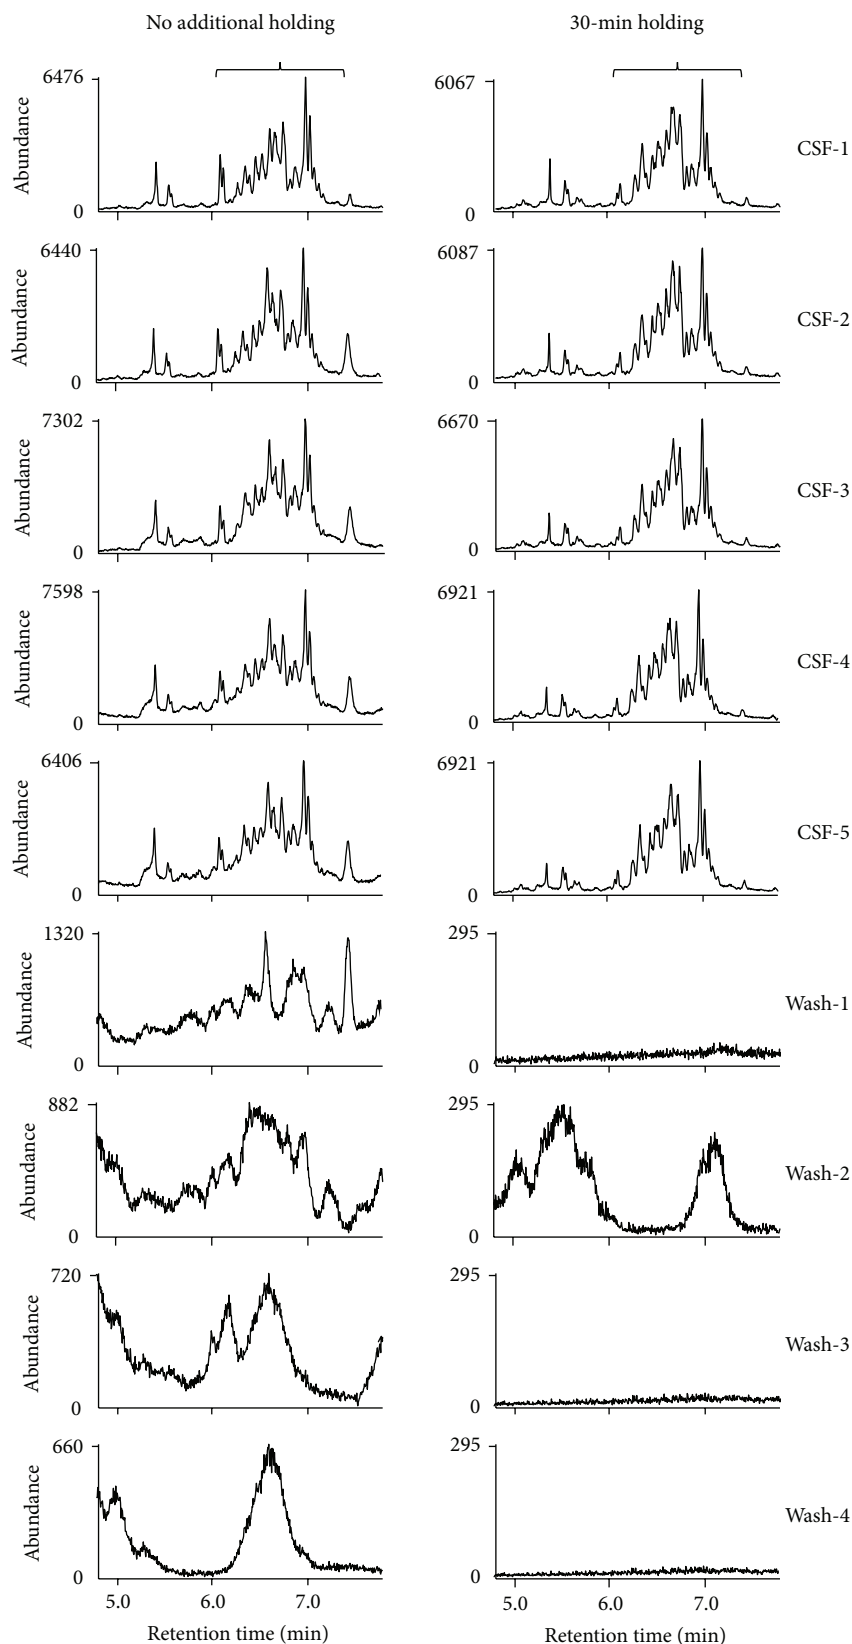 No additional holding 30-min holding
6476 6067
Abundance CSF-1
0 0
6440 6087
Abundance CSF-2
0 0
7302 6670
Abundance CSF-3
0 0
7598 6921
Abundance CSF-4
0 0
6406 6921
Abundance CSF-5
0 0
1320 295
Abundance Wash-1
0 0
882 295
Abundance Wash-2
0 0
720 295
Abundance Wash-3
0 0
660 295
Abundance Wash-4
0 0
5.0 6.0 7.0 5.0 6.0 7.0
Retention time (min) Retention time (min)